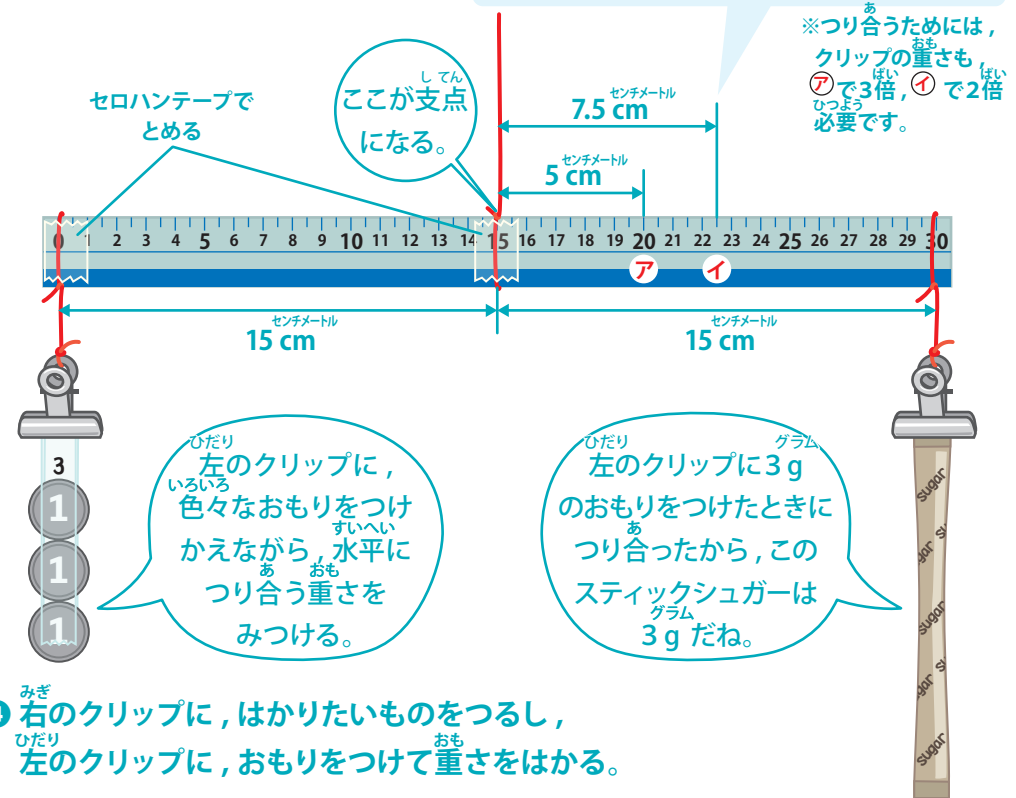 ※つり合うためには,
クリップの重さも,
㋐で3倍,㋑で2倍
必要です。
セロハンテープで
とめる
ここが支点
になる。
7.5 cm
5 cm
0 1 2 3 4 5 6 7 8 9 10 11 12 13 14 15 16 17 18 19 20 21 22 23 24 25 26 27 28 29 30
ア イ
15 cm
15 cm
3
1
1
1
左のクリップに,
色々なおもりをつけ
かえながら,水平に
つり合う重さを
みつける。
左のクリップに3g
のおもりをつけたときに
つり合ったから,この
スティックシュガーは
3g だね。
sugar
sugar
sugar
sugar
sugar
右のクリップに,はかりたいものをつるし,
左のクリップに,おもりをつけて重さをはかる。